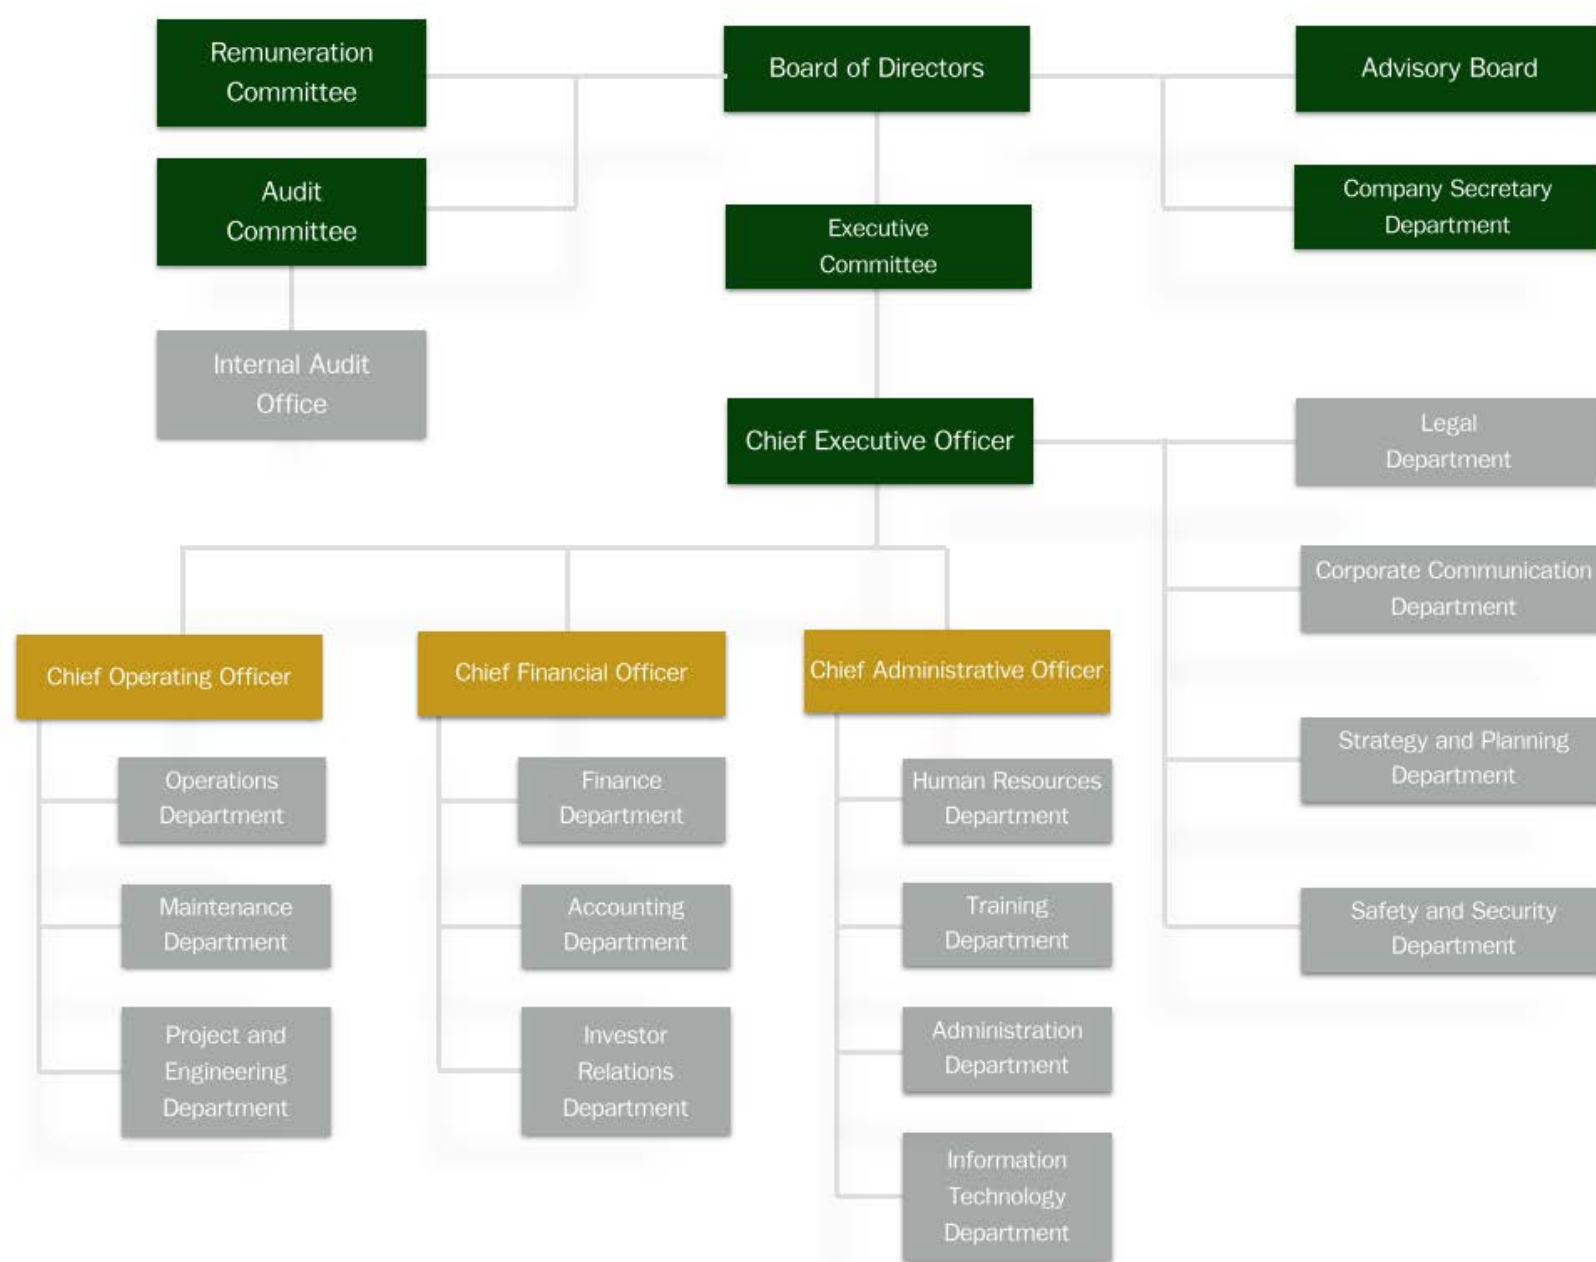 Remuneration
Committee
Board of Directors
Advisory Board
Audit
Committee
Company Secretary
Department
Executive
Committee
Internal Audit
Office
Chief Executive Officer
Legal
Department
Corporate Communication
Department
Chief Operating Officer
Chief Financial Officer
Chief Administrative Officer
Strategy and Planning
Department
Operations
Department
Finance
Department
Human Resources
Department
Maintenance
Department
Accounting
Department
Training
Department
Safety and Security
Department
Project and
Engineering
Department
Investor
Relations
Department
Administration
Department
Information
Technology
Department